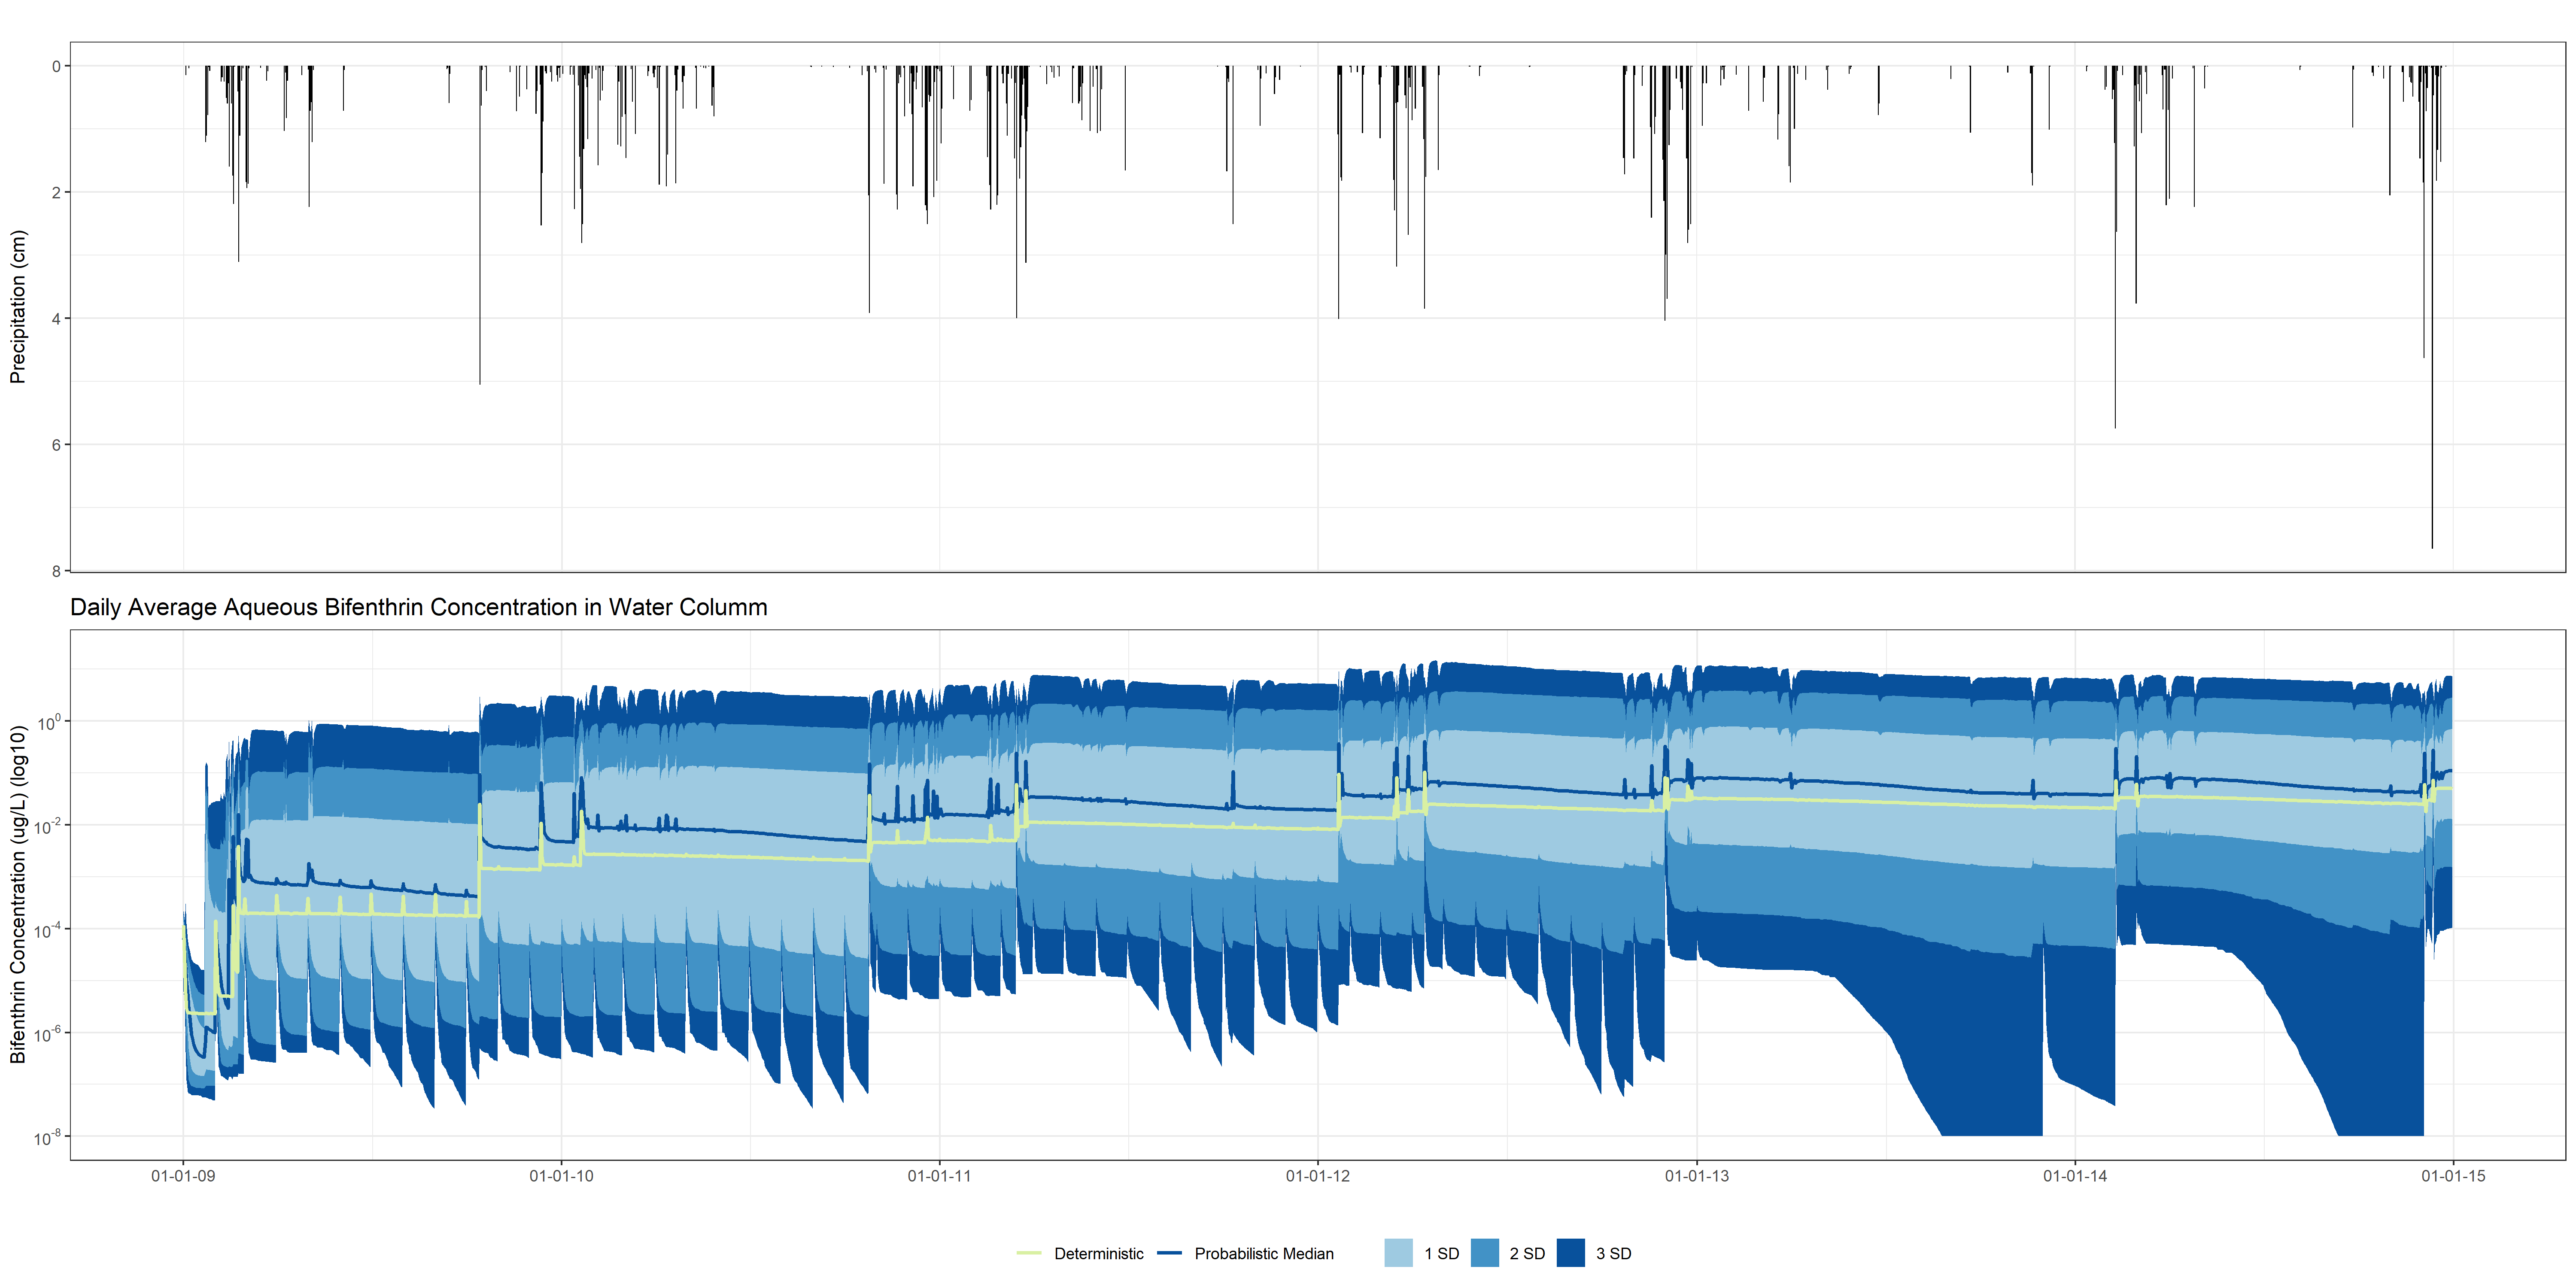 Precipitation (cm)
0
2
4
6
8
Daily Average Aqueous Bifenthrin Concentration in Water Columm
Bifenthrin Concentration (ug/L) (log10)
10⁰
10⁻²
10⁻⁴
10⁻⁶
10⁻⁸
01-01-09 01-01-10 01-01-11 01-01-12 01-01-13 01-01-14 01-01-15
Deterministic Probabilistic Median 1 SD 2 SD 3 SD